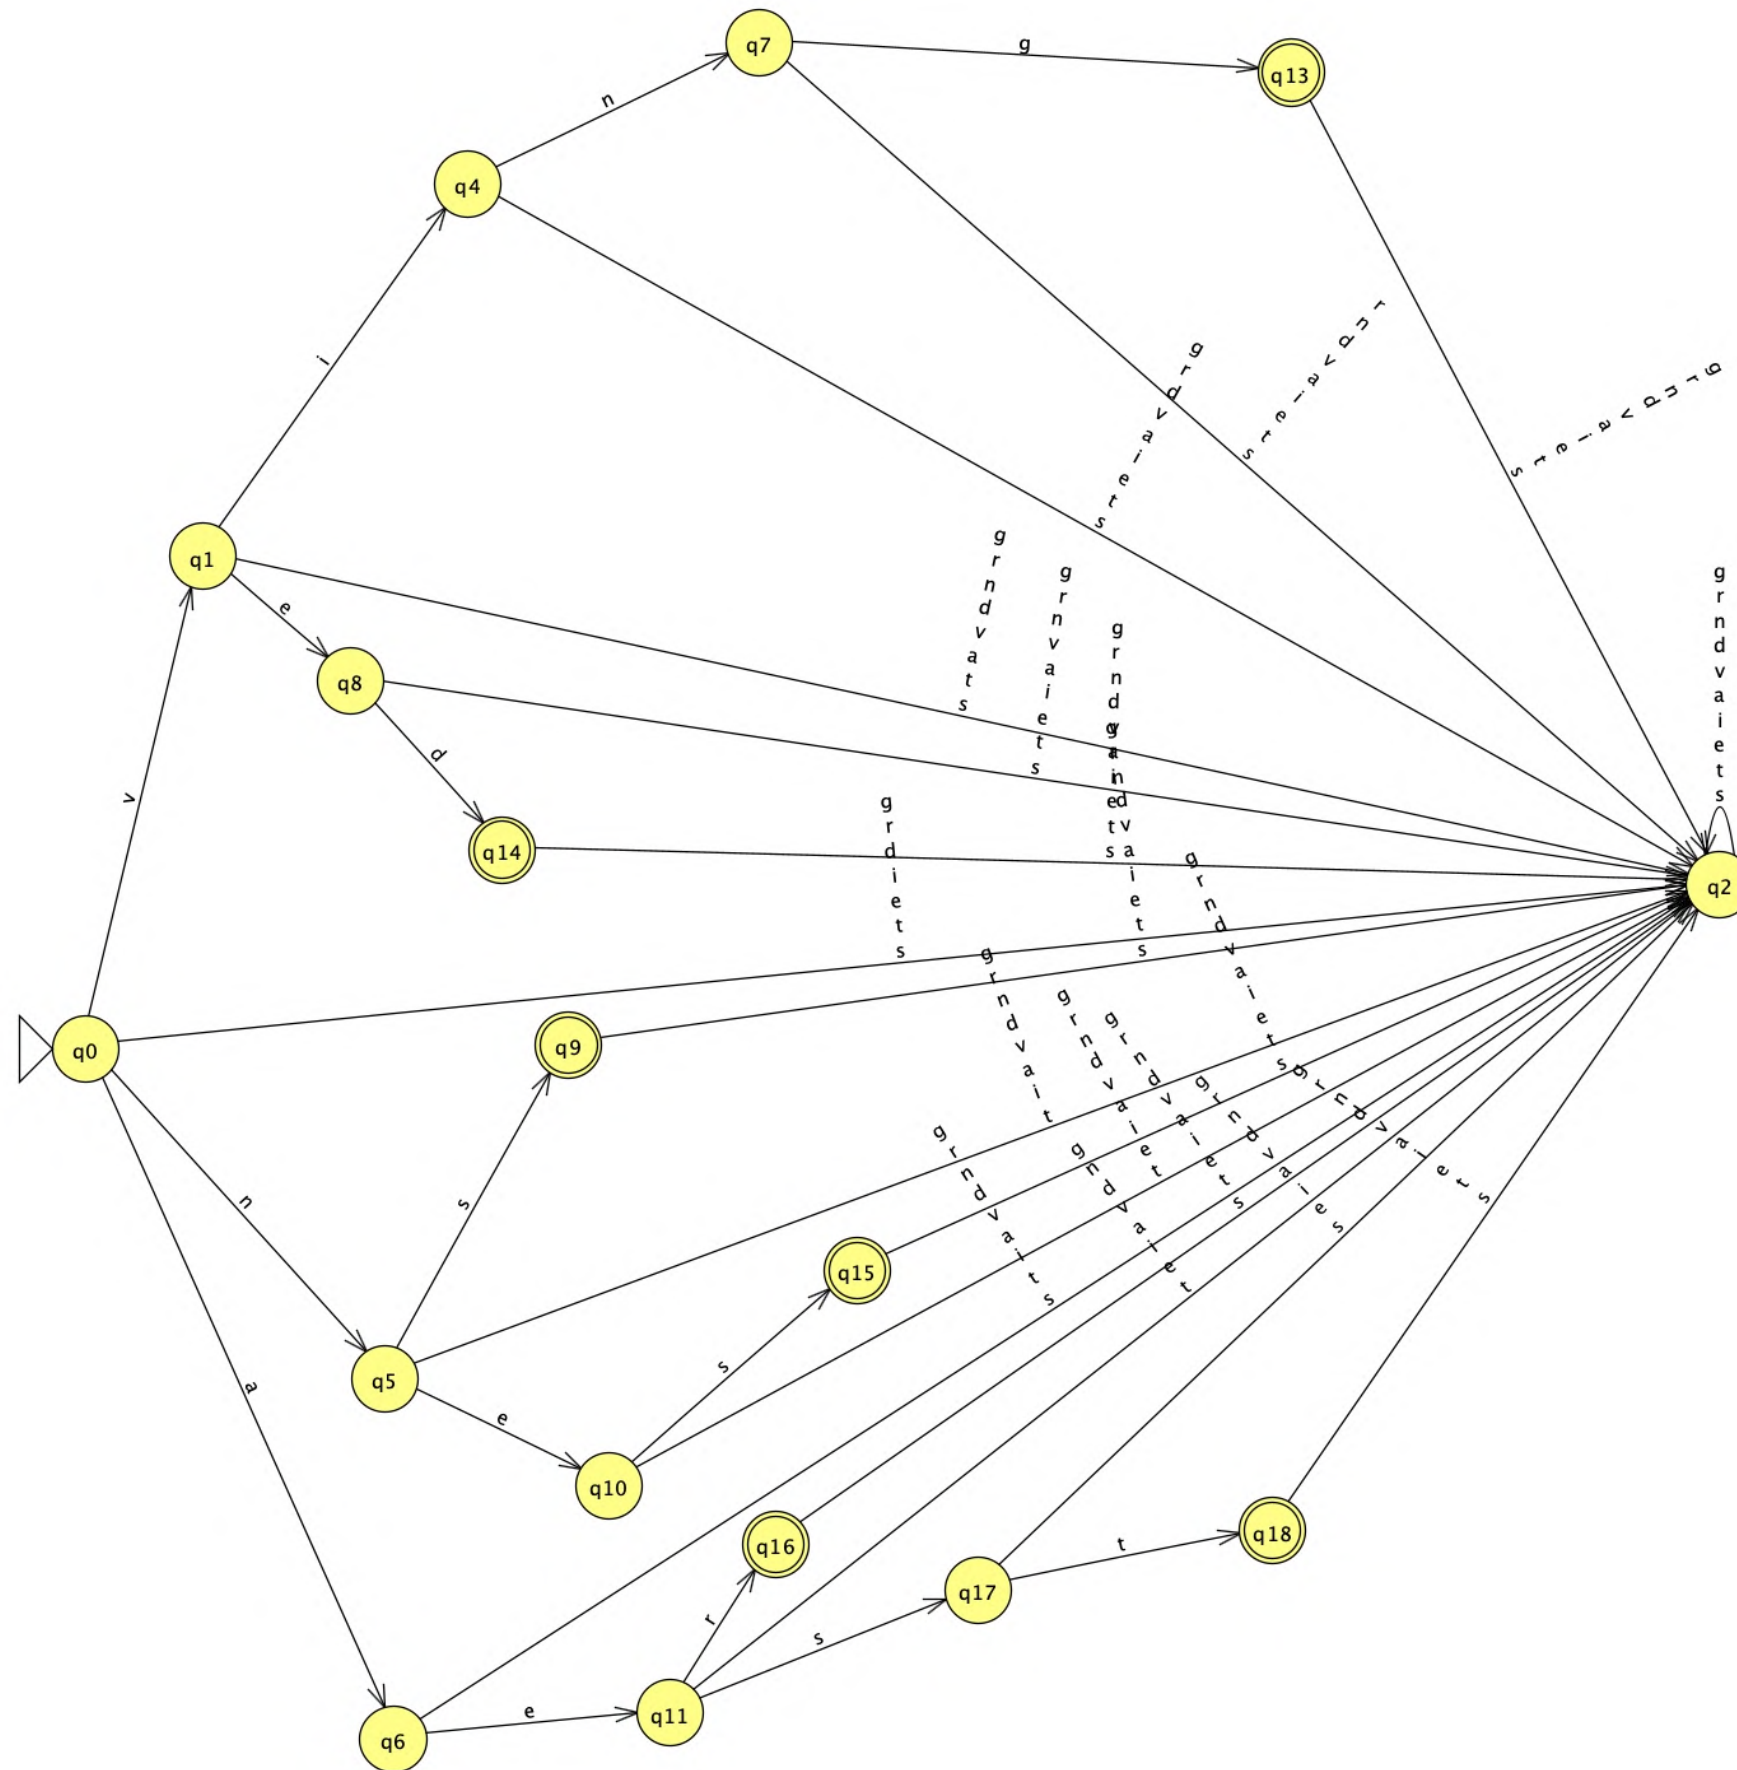 q7
g
q13
n
q4
i
g r d v a i e t s
r n d v a i e t s
g r n d v a i e t s
q1
e
g r n d v a t s
g r n v a i e t s
g r n d v a i e t s
g r n d v a i e t s
q8
d
v
q14
g r d i e t s
g r n d v a i e t s
q2
g r n d v a i e t s
q0
q9
n
s
g r n d v a i t
g r n d v a i e t s
q15
a
q5
e
s
g r n d v a i t s
q10
g r n d v a i e t s
q16
g n d v a i e t
q17
t
q18
g r n d v a i e s
g r n d v a i e t s
r
s
q6
e
q11